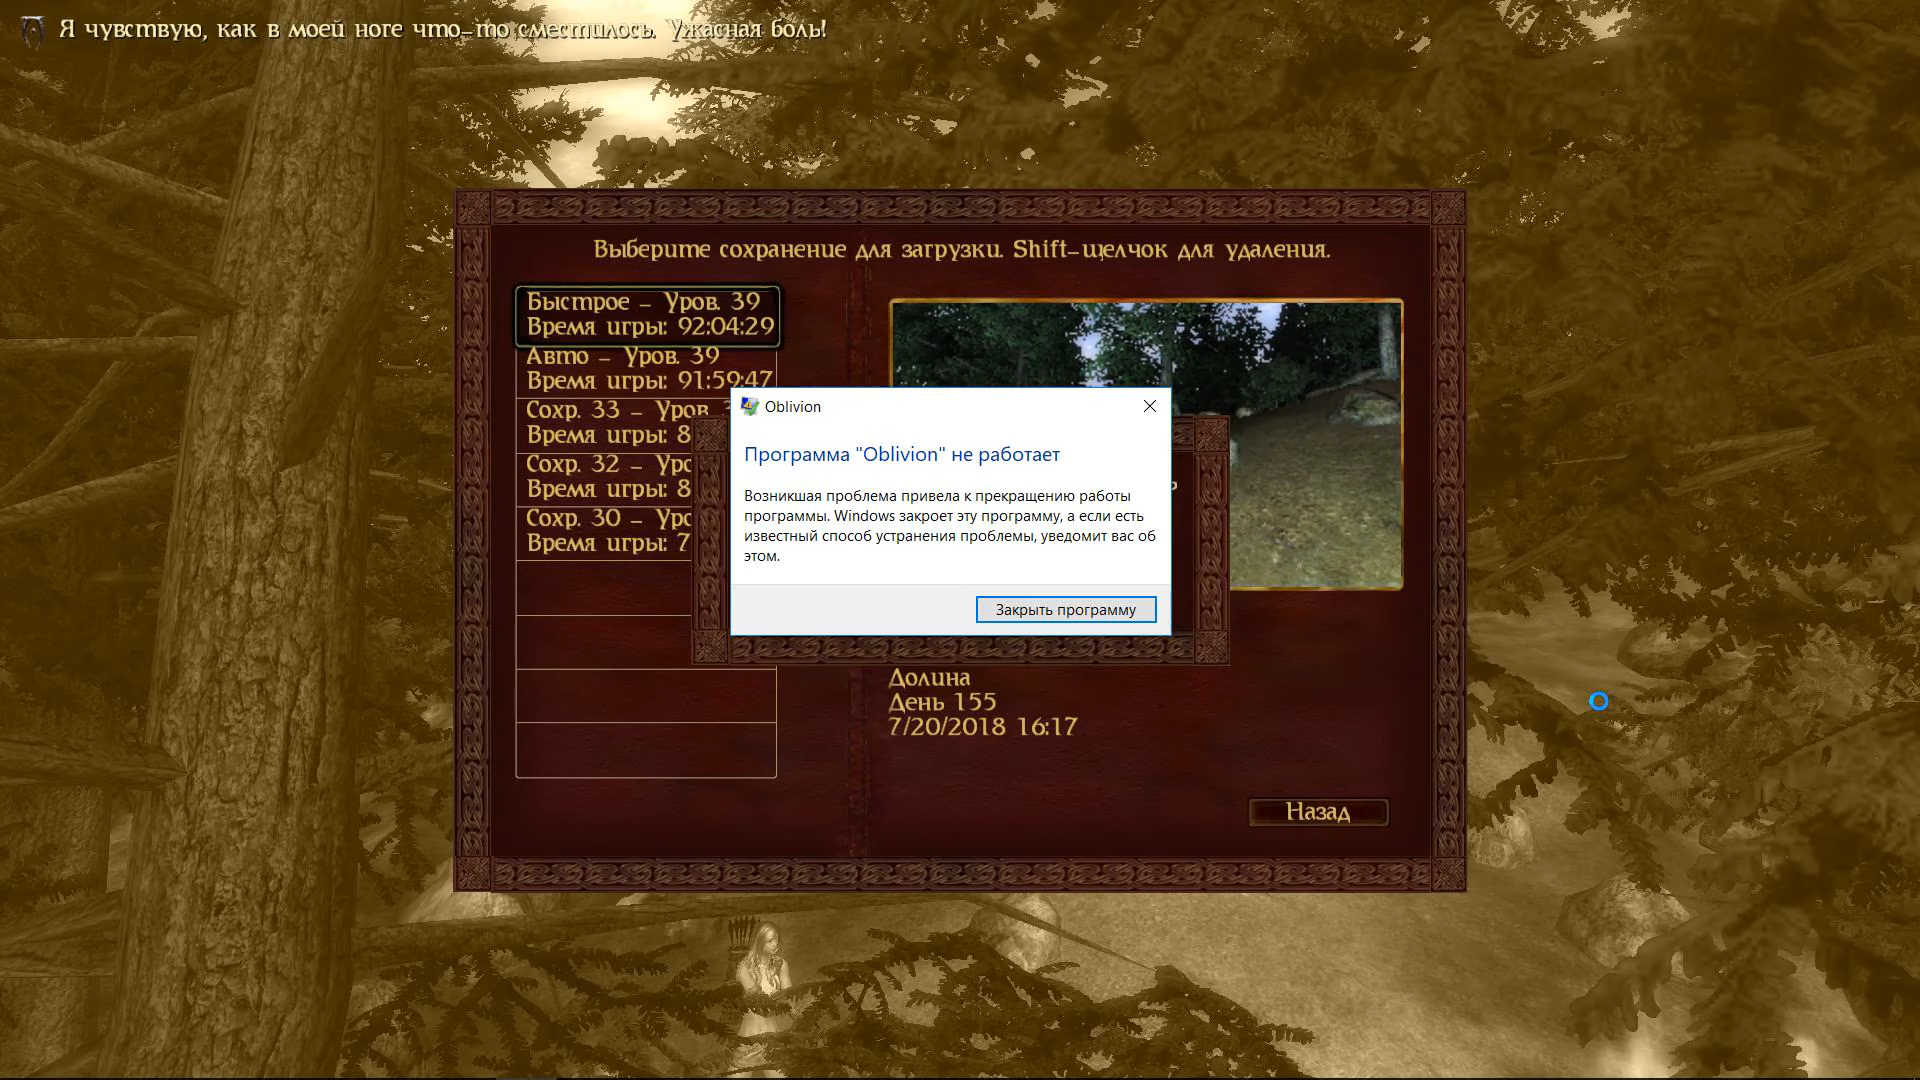 Я чувствую, как в моей ноге что-то сместилось. Ужасная боль!
Выберите сохранение для загрузки. Shift-щелчок для удаления.
Быстрое - Уров. 39
Время игры: 92:04:29
Авто - Уров. 39
Время игры: 91:59:47
Сохр. 33 - Уров.
Время игры: 8
Сохр. 32 - Уро
Время игры: 8
Сохр. 30 - Уро
Время игры: 7
Oblivion
Программа "Oblivion" не работает
Возникшая проблема привела к прекращению работы
программы. Windows закроет эту программу, а если есть
известный способ устранения проблемы, уведомит вас об
этом.
Закрыть программу
Долина
День 155
7/20/2018 16:17
Назад